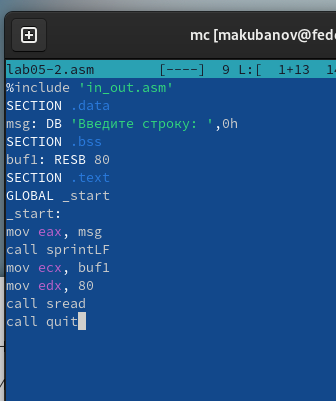 mc [makubanov@fed
lab05-2.asm [----] 9 L:[ 1+13 14
%include 'in_out.asm'
SECTION .data
msg: DB 'Введите строку: ',0h
SECTION .bss
buf1: RESB 80
SECTION .text
GLOBAL _start
_start:
mov eax, msg
call sprintLF
mov ecx, buf1
mov edx, 80
call sread
call quit